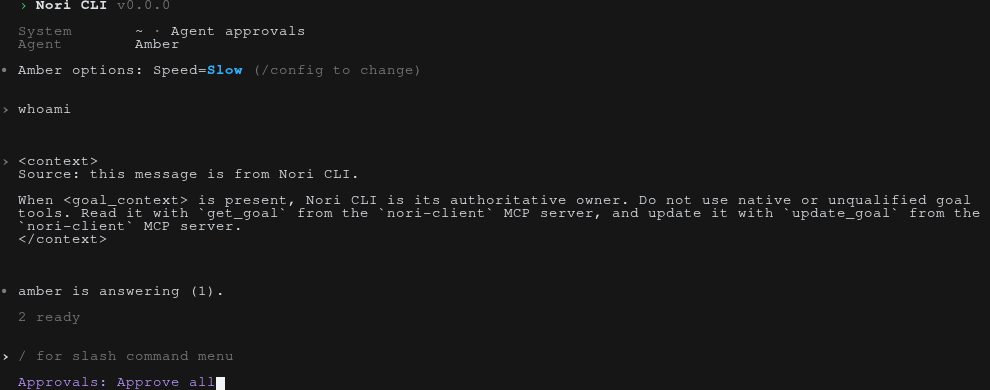 › Nori CLI v0.0.0
System ~ · Agent approvals
Agent Amber
• Amber options: Speed=Slow (/config to change)
› whoami
› <context>
Source: this message is from Nori CLI.
When <goal_context> is present, Nori CLI is its authoritative owner. Do not use native or unqualified goal
tools. Read it with `get_goal` from the `nori-client` MCP server, and update it with `update_goal` from the
`nori-client` MCP server.
</context>
• amber is answering (1).
2 ready
› / for slash command menu
Approvals: Approve all